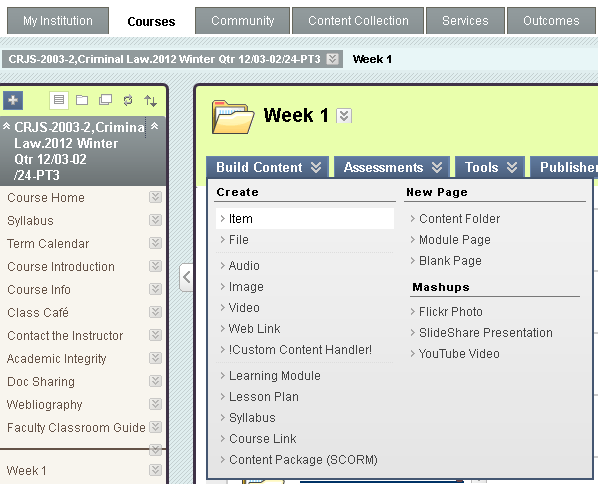 My Institution
Courses
Community
Content Collection
Services
Outcomes
CRJS-2003-2,Criminal Law.2012 Winter Qtr 12/03-02/24-PT3
Week 1
CRJS-2003-2,Crimina
Law.2012 Winter
Qtr 12/03-02
/24-PT3
Course Home
Syllabus
Term Calendar
Course Introduction
Course Info
Class Café
Contact the Instructor
Academic Integrity
Doc Sharing
Webliography
Faculty Classroom Guide
Week 1
Week 1
Build Content
Assessments
Tools
Publisher
Create
Item
File
Audio
Image
Video
Web Link
!Custom Content Handler!
Learning Module
Lesson Plan
Syllabus
Course Link
Content Package (SCORM)
New Page
Content Folder
Module Page
Blank Page
Mashups
Flickr Photo
SlideShare Presentation
YouTube Video